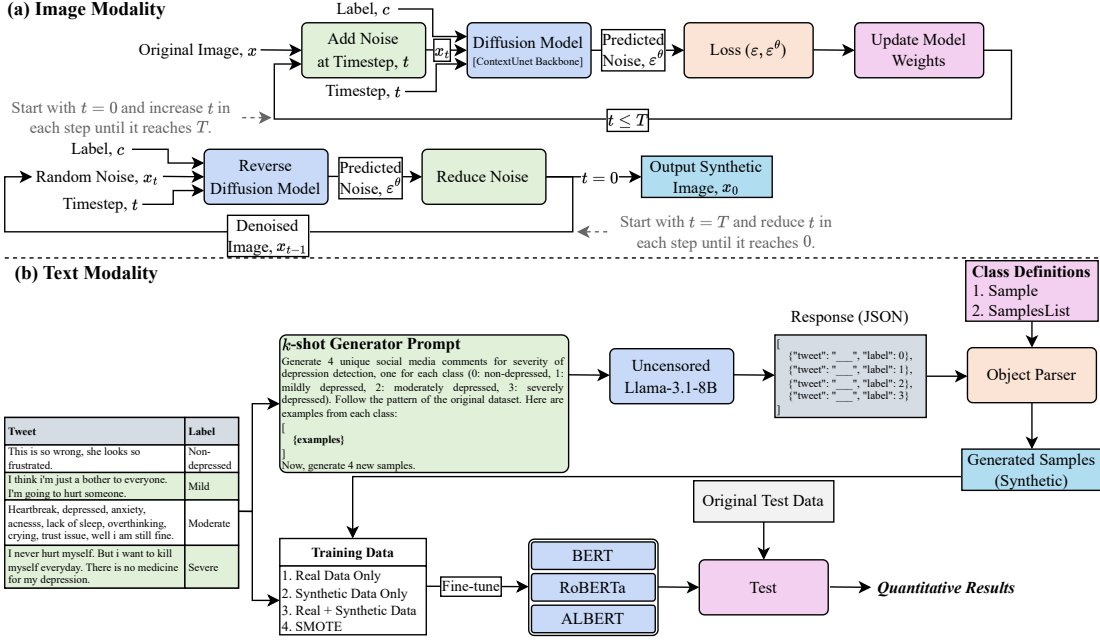 (a) Image Modality
Label, c
Original Image, x
Add Noise
at Timestep, t
x_t
Timestep, t
Diffusion Model
[ContextUnet Backbone]
Predicted
Noise, ε^θ
Loss (ε, ε^θ)
Update Model
Weights
Start with t = 0 and increase t in
each step until it reaches T.
t ≤ T
Label, c
Random Noise, x_t
Timestep, t
Reverse
Diffusion Model
Predicted
Noise, ε^θ
Reduce Noise
t = 0
Output Synthetic
Image, x_0
Denoised
Image, x_{t−1}
Start with t = T and reduce t in
each step until it reaches 0.
(b) Text Modality
Tweet Label
This is so wrong, she looks so
frustrated.
Non-
depressed
I think i'm just a bother to everyone.
I'm going to hurt someone.
Mild
Heartbreak, depressed, anxiety,
acnesss, lack of sleep, overthinking,
crying, trust issue, well i am still fine.
Moderate
I never hurt myself. But i want to kill
myself everyday. There is no medicine
for my depression.
Severe
k-shot Generator Prompt
Generate 4 unique social media comments for severity of
depression detection, one for each class (0: non-depressed, 1:
mildly depressed, 2: moderately depressed, 3: severely
depressed). Follow the pattern of the original dataset. Here are
examples from each class:
[
{examples}
]
Now, generate 4 new samples.
Uncensored
Llama-3.1-8B
Response (JSON)
[
{"tweet": "___", "label": 0},
{"tweet": "___", "label": 1},
{"tweet": "___", "label": 2},
{"tweet": "___", "label": 3}
]
Class Definitions
1. Sample
2. SamplesList
Object Parser
Generated Samples
(Synthetic)
Training Data
1. Real Data Only
2. Synthetic Data Only
3. Real + Synthetic Data
4. SMOTE
Fine-tune
BERT
RoBERTa
ALBERT
Original Test Data
Test
Quantitative Results